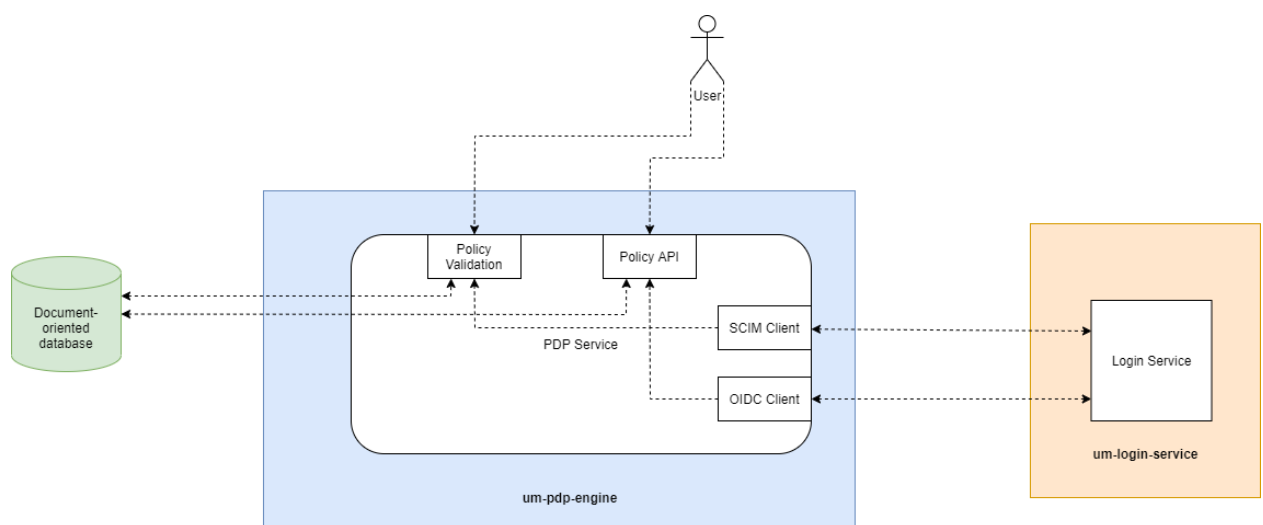 User
Policy
Validation
Policy API
Document-
oriented
database
SCIM Client
PDP Service
Login Service
OIDC Client
um-login-service
um-pdp-engine